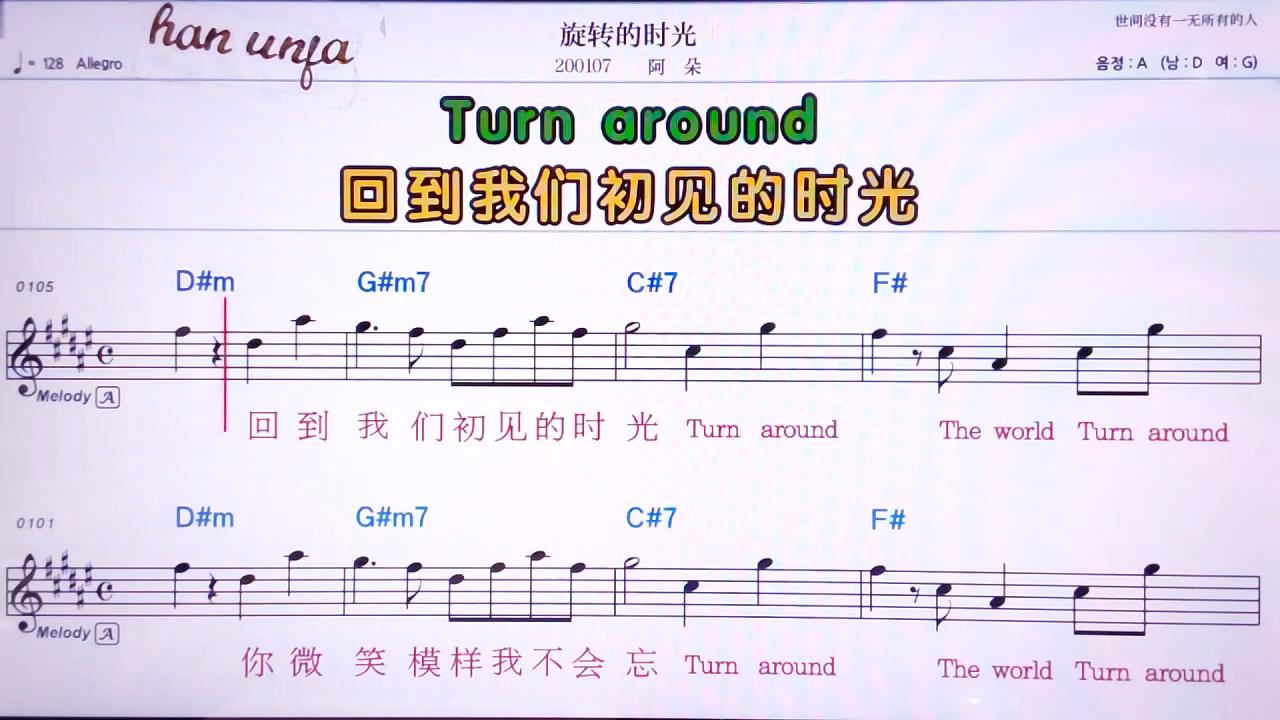 han unfa
旋转的时光
世间没有一无所有的人
♩= 128 Allegro
200107 阿 朵
음정 : A (남 : D 여 : G)
Turn around
回到我们初见的时光
0105 D#m G#m7 C#7 F#
Melody A
回 到 我 们 初 见 的 时 光 Turn around The world Turn around
0101 D#m G#m7 C#7 F#
Melody A
你 微 笑 模 样 我 不 会 忘 Turn around The world Turn around